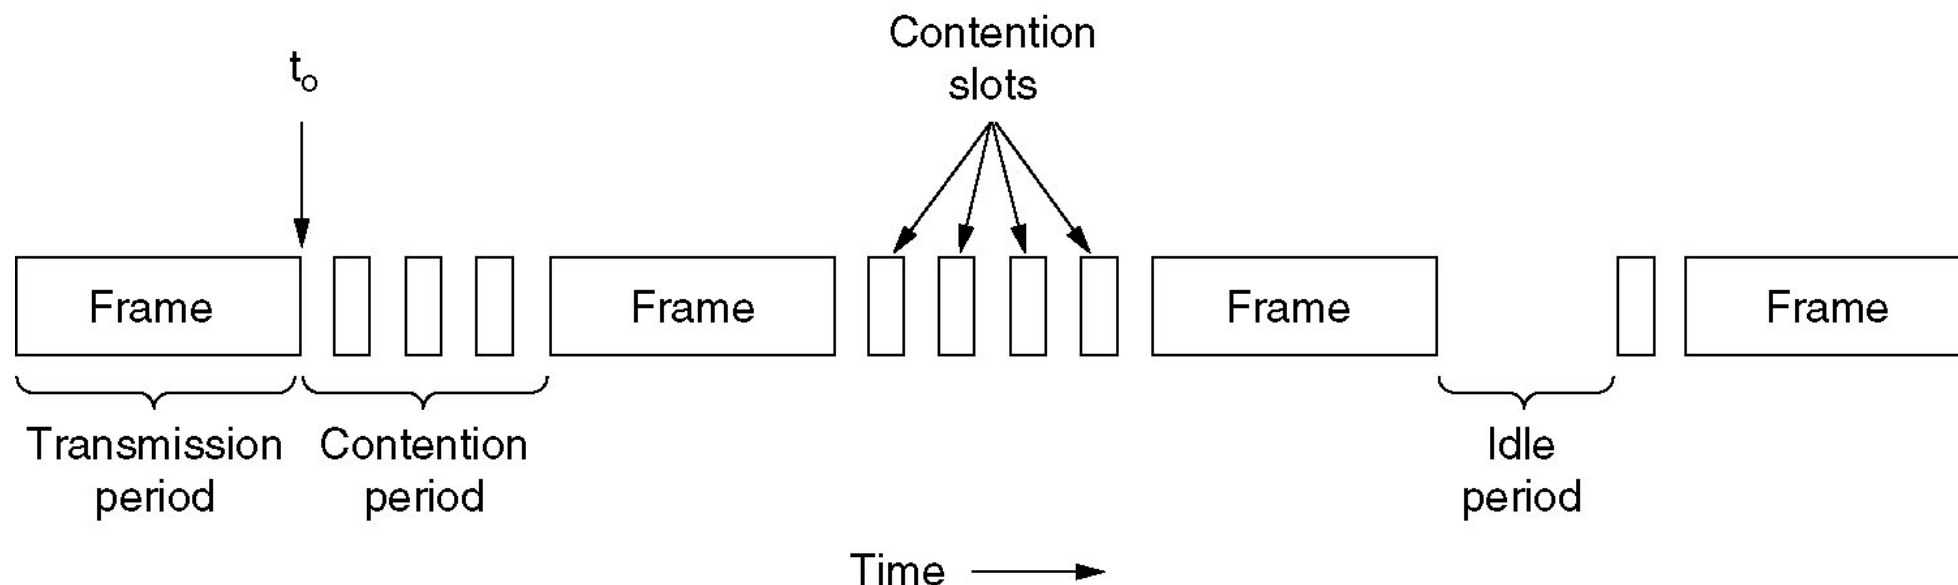 Contention
slots
t₀
Frame
Frame
Frame
Frame
Transmission
period
Contention
period
Idle
period
Time